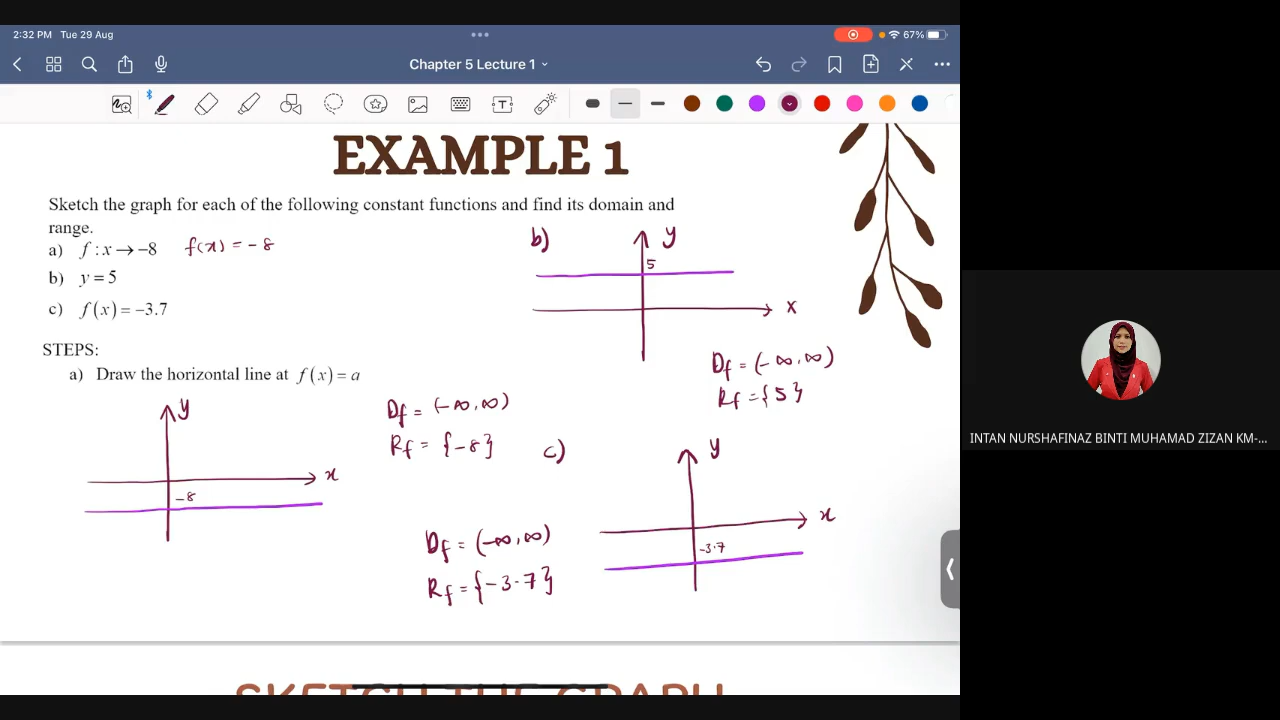 2:32 PM Tue 29 Aug
67%
Chapter 5 Lecture 1
EXAMPLE 1
Sketch the graph for each of the following constant functions and find its domain and
range.
a) f : x → −8 f(x) = −8
b) y = 5
c) f(x) = −3.7
STEPS:
a) Draw the horizontal line at f(x) = a
y
x
−8
Df = (−∞, ∞)
Rf = {−8}
b)
y
5
x
Df = (−∞, ∞)
Rf = {5}
c)
y
x
−3.7
Df = (−∞, ∞)
Rf = {−3.7}
SKETCH THE GRAPH
INTAN NURSHAFINAZ BINTI MUHAMAD ZIZAN KM-...